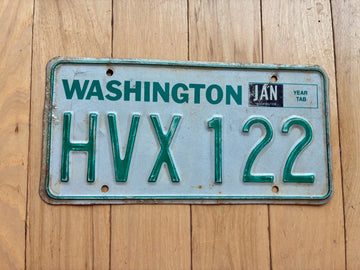 WASHINGTON JAN YEAR
TAB
HVX 122